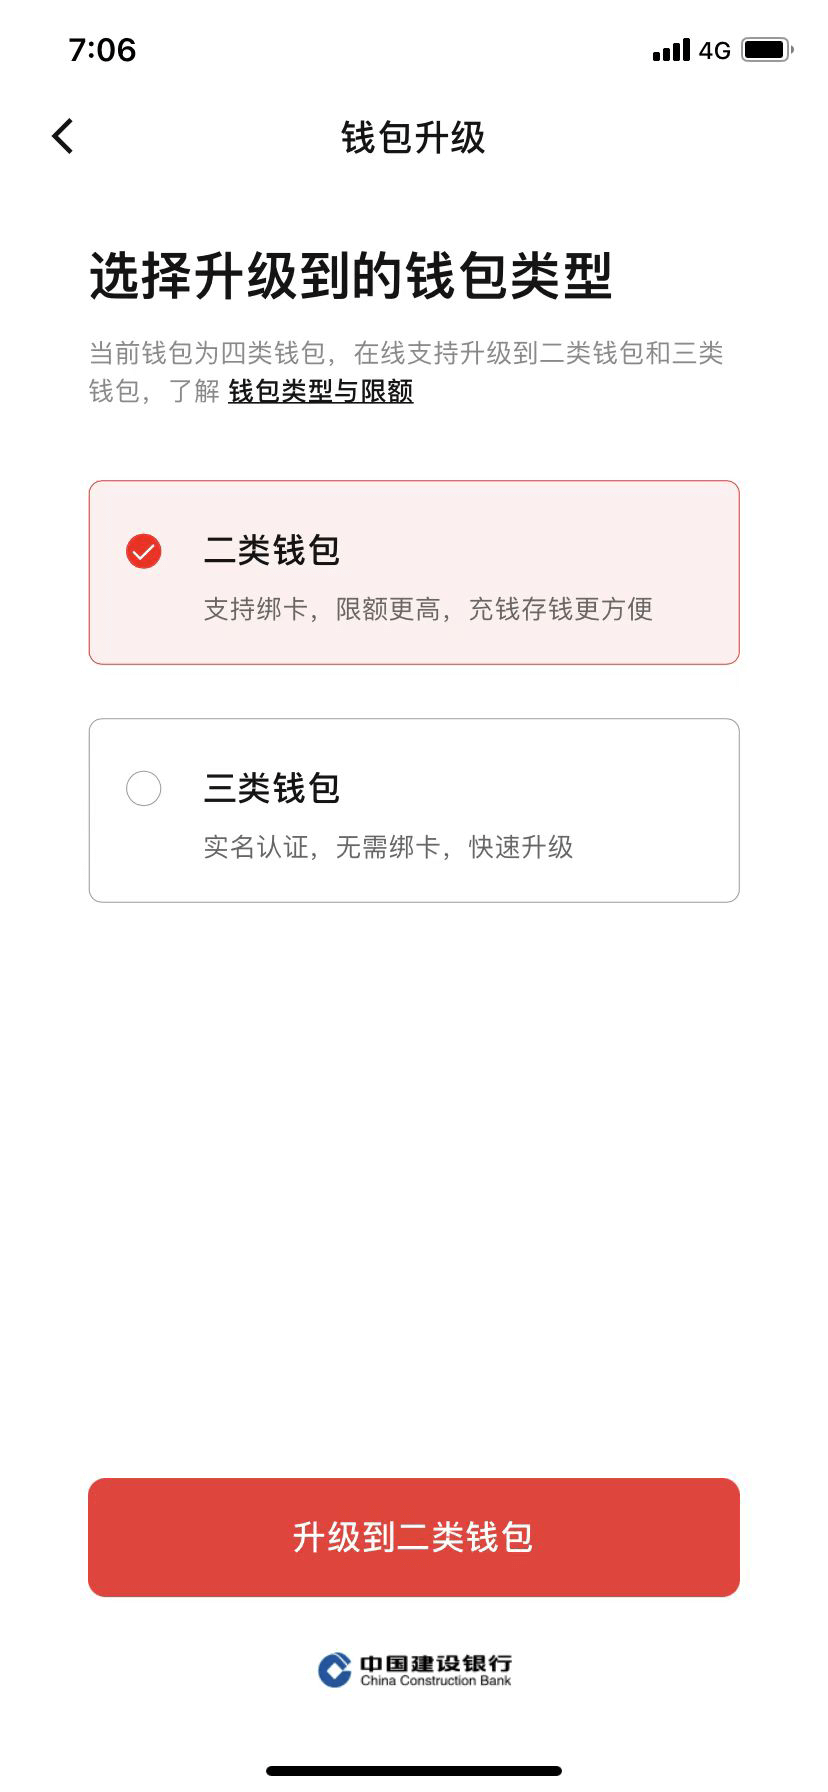 7:06
4G
钱包升级
选择升级到的钱包类型
当前钱包为四类钱包，在线支持升级到二类钱包和三类
钱包，了解 钱包类型与限额
二类钱包
支持绑卡，限额更高，充钱存钱更方便
三类钱包
实名认证，无需绑卡，快速升级
升级到二类钱包
中国建设银行
China Construction Bank